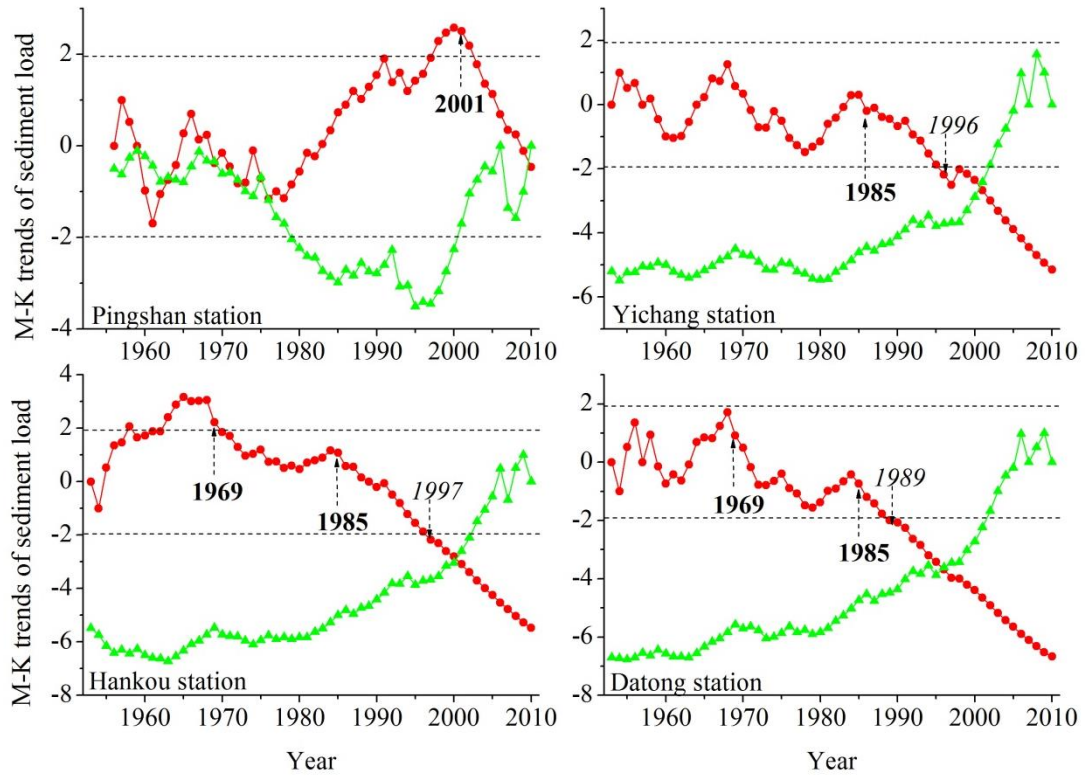 M-K trends of sediment load
2
0
-2
-4
2001
Pingshan station
1960 1970 1980 1990 2000 2010
2
0
-2
-4
-6
1996
1985
Yichang station
1960 1970 1980 1990 2000 2010
M-K trends of sediment load
4
2
0
-2
-4
-6
-8
1969
1985
1997
Hankou station
1960 1970 1980 1990 2000 2010
Year
2
0
-2
-4
-6
-8
1969
1985
1989
Datong station
1960 1970 1980 1990 2000 2010
Year